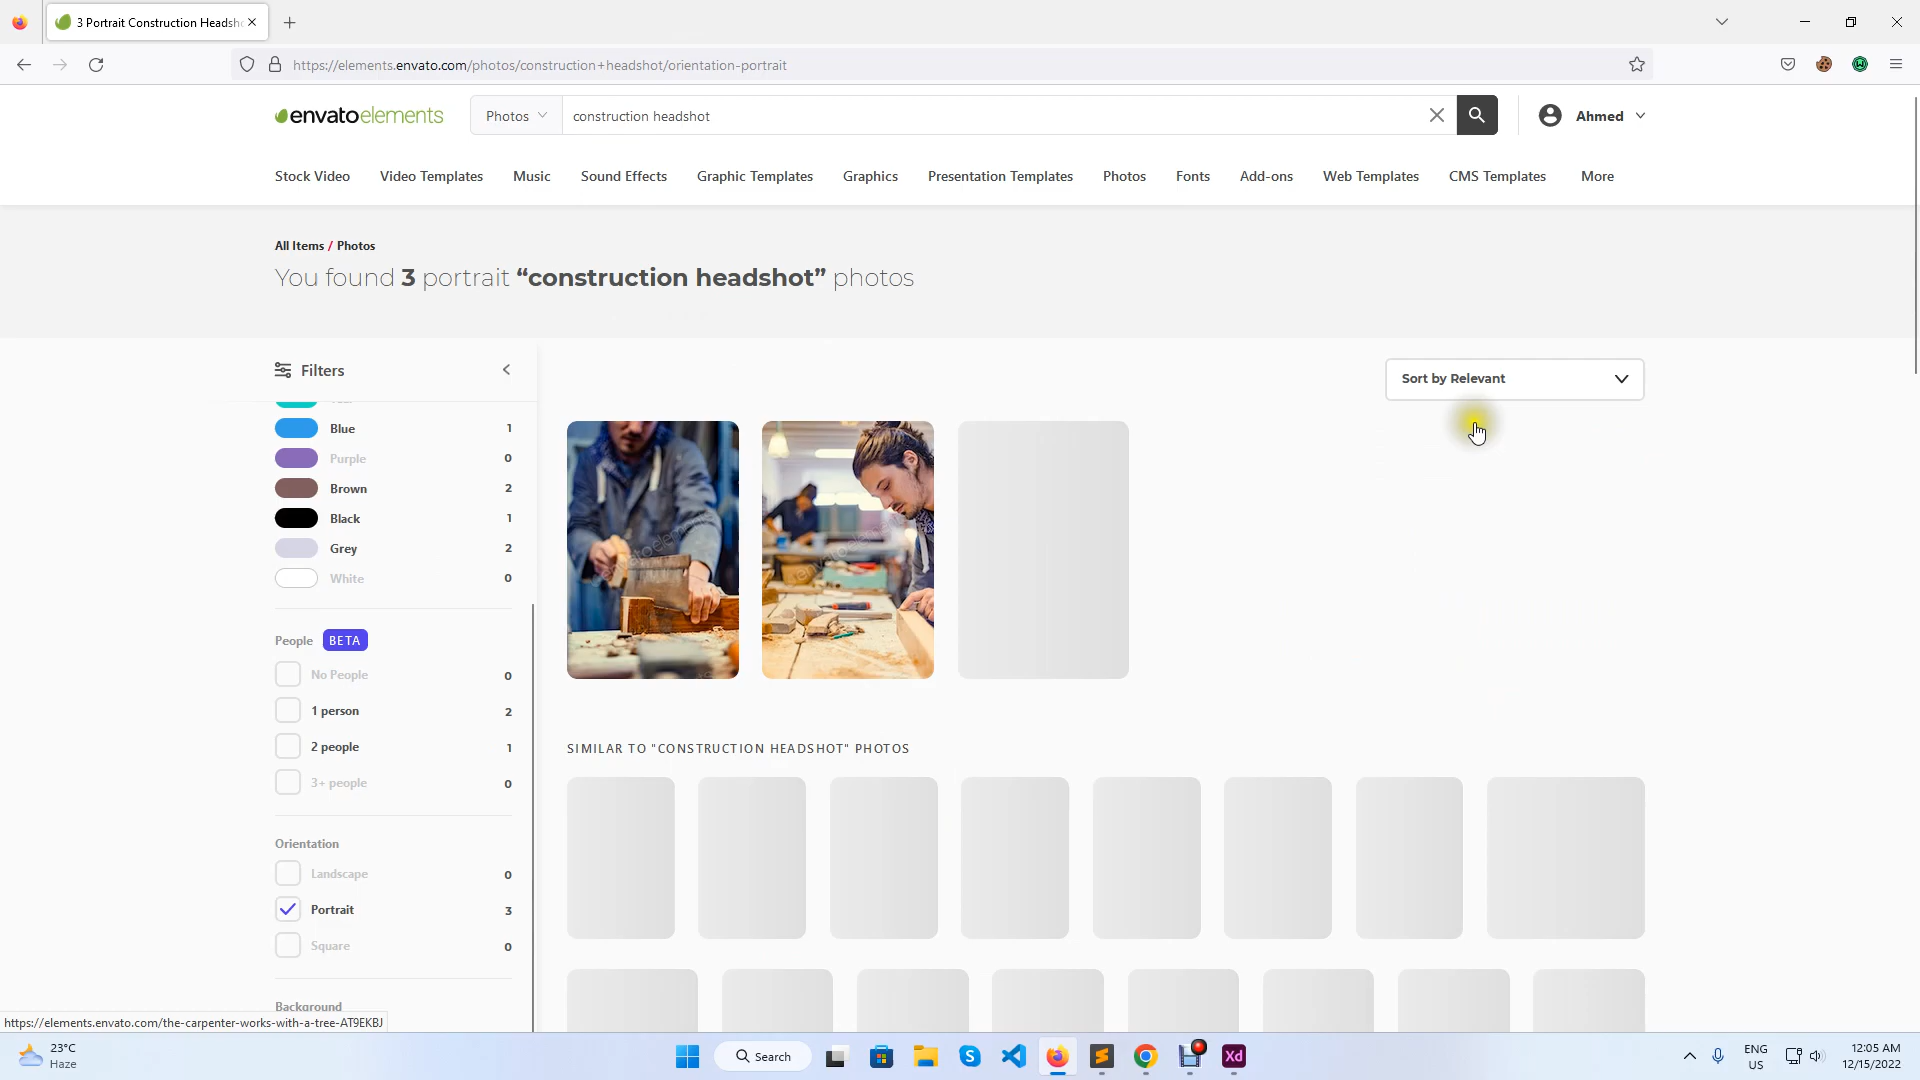 3 Portrait Construction Headsh
https://elements.envato.com/photos/construction+headshot/orientation-portrait
envatoelements
Photos
construction headshot
Ahmed
Stock Video
Video Templates
Music
Sound Effects
Graphic Templates
Graphics
Presentation Templates
Photos
Fonts
Add-ons
Web Templates
CMS Templates
More
All Items / Photos
You found 3 portrait “construction headshot” photos
Filters
Sort by Relevant
Blue 1
Purple 0
Brown 2
Black 1
Grey 2
White 0
People BETA
No People 0
1 person 2
2 people 1
3+ people 0
SIMILAR TO "CONSTRUCTION HEADSHOT" PHOTOS
Orientation
Landscape 0
Portrait 3
Square 0
Background
https://elements.envato.com/the-carpenter-works-with-a-tree-AT9EKBJ
23°C
Haze
Search
Xd
ENG
US
12:05 AM
12/15/2022